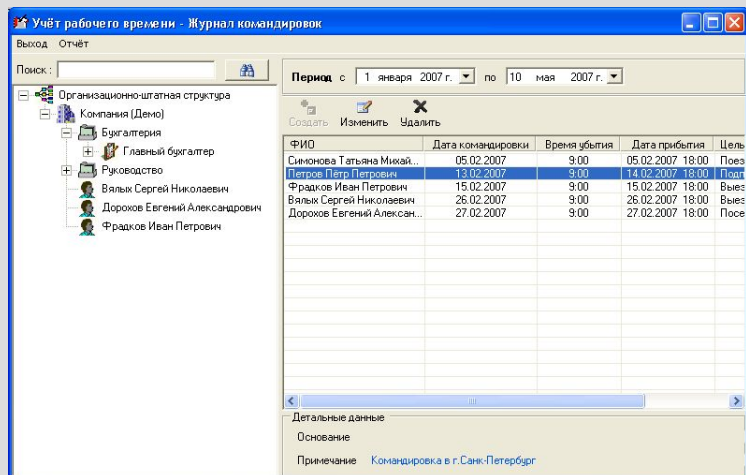 Учёт рабочего времени - Журнал командировок
Выход Отчёт
Поиск :
Период с 1 января 2007 г. по 10 мая 2007 г.
Организационно-штатная структура
Компания (Демо)
Бухгалтерия
Главный бухгалтер
Руководство
Вялых Сергей Николаевич
Дорохов Евгений Александрович
Фрадков Иван Петрович
Создать Изменить Удалить
ФИО Дата командировки Время убытия Дата прибытия Цель
Симонова Татьяна Михай... 05.02.2007 9:00 05.02.2007 18:00 Поез
Петров Пётр Петрович 13.02.2007 9:00 14.02.2007 18:00 Подп
Фрадков Иван Петрович 15.02.2007 9:00 15.02.2007 18:00 Выез
Вялых Сергей Николаевич 26.02.2007 9:00 26.02.2007 18:00 Выез
Дорохов Евгений Алексан... 27.02.2007 9:00 27.02.2007 18:00 Посе
Детальные данные
Основание
Примечание Командировка в г.Санк-Петербург